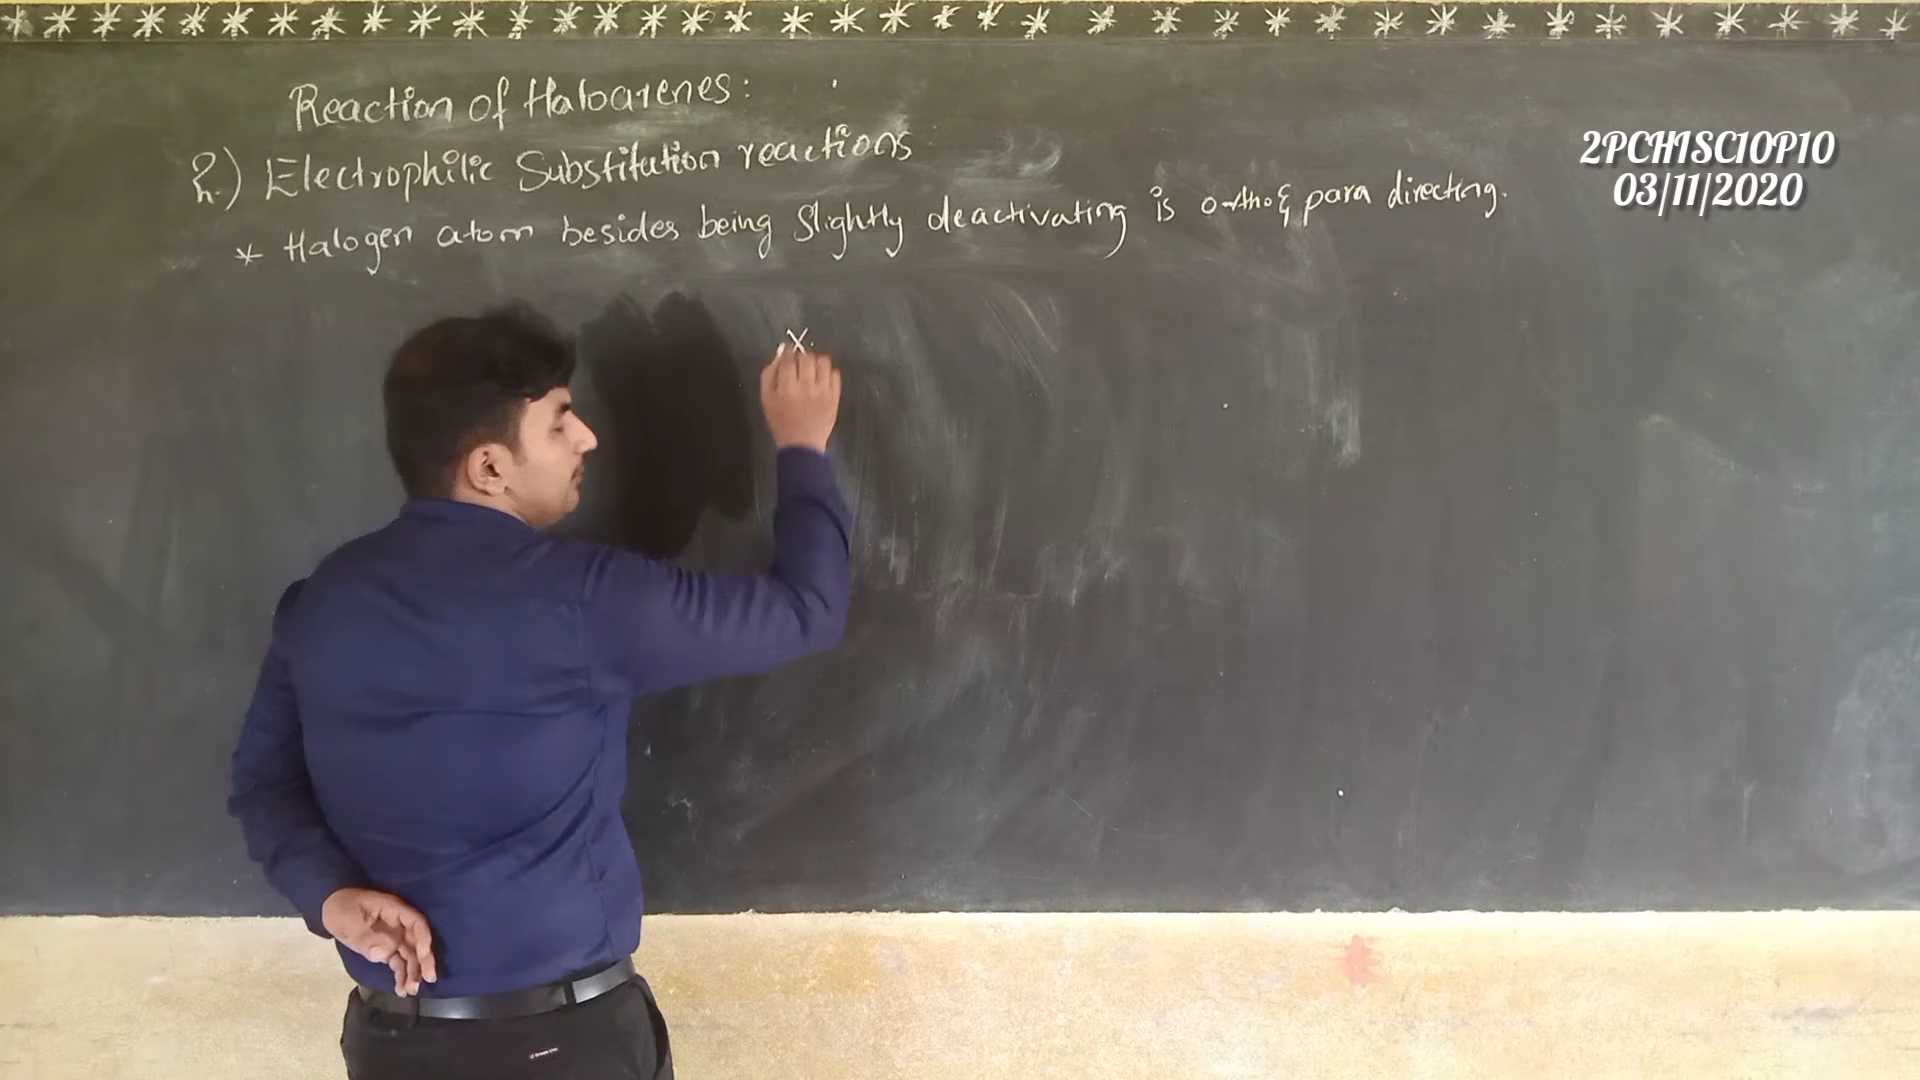 Reaction of Haloarenes:
2.) Electrophilic Substitution reactions
* Halogen atom besides being slightly deactivating is ortho & para directing.
X
2PCH1SC10P10
03/11/2020